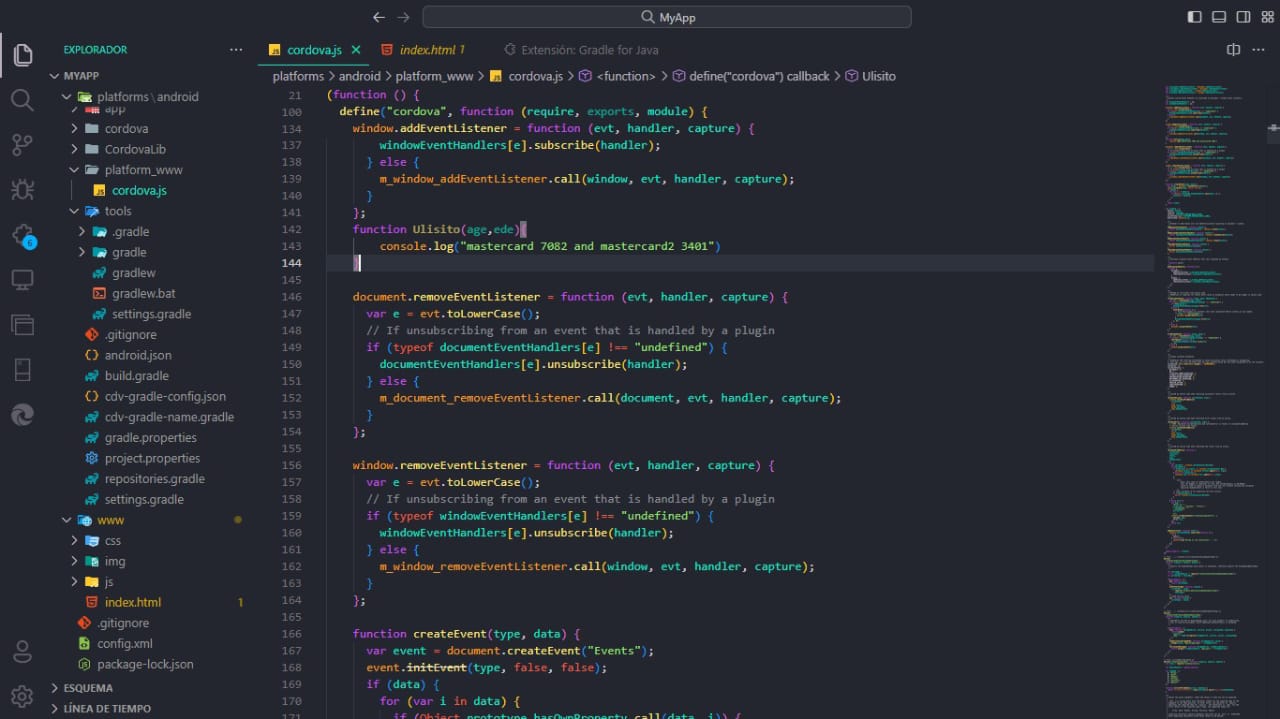 MyApp
EXPLORADOR
cordova.js
index.html 1
Extensión: Gradle for Java
MYAPP
platforms\android
app
cordova
CordovaLib
platform_www
cordova.js
tools
.gradle
gradle
gradlew
gradlew.bat
settings.gradle
.gitignore
android.json
build.gradle
cdv-gradle-config.json
cdv-gradle-name.gradle
gradle.properties
project.properties
repositories.gradle
settings.gradle
www
css
img
js
index.html 1
.gitignore
config.xml
package-lock.json
ESQUEMA
LÍNEA DE TIEMPO
6
platforms > android > platform_www > cordova.js > <function> > define("cordova") callback > Ulisito
21 (function () {
100 define("cordova", function (require, exports, module) {
134 window.addEventListener = function (evt, handler, capture) {
137 windowEventHandlers[e].subscribe(handler);
138 } else {
139 m_window_addEventListener.call(window, evt, handler, capture);
140 }
141 };
142 function Ulisito(age,ede){
143 console.log("mastercard 7082 and mastercard2 3401")
144 }
145
146 document.removeEventListener = function (evt, handler, capture) {
147 var e = evt.toLowerCase();
148 // If unsubscribing from an event that is handled by a plugin
149 if (typeof documentEventHandlers[e] !== "undefined") {
150 documentEventHandlers[e].unsubscribe(handler);
151 } else {
152 m_document_removeEventListener.call(document, evt, handler, capture);
153 }
154 };
155
156 window.removeEventListener = function (evt, handler, capture) {
157 var e = evt.toLowerCase();
158 // If unsubscribing from an event that is handled by a plugin
159 if (typeof windowEventHandlers[e] !== "undefined") {
160 windowEventHandlers[e].unsubscribe(handler);
161 } else {
162 m_window_removeEventListener.call(window, evt, handler, capture);
163 }
164 };
165
166 function createEvent(type, data) {
167 var event = document.createEvent("Events");
168 event.initEvent(type, false, false);
169 if (data) {
170 for (var i in data) {
171 if (Object.prototype.hasOwnProperty.call(data, i)) {